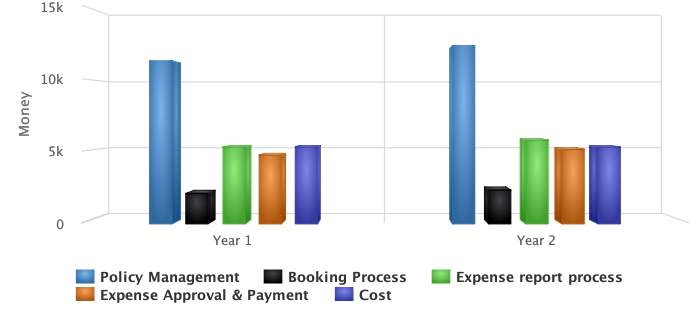 15k
10k
5k
0
Money
Year 1
Year 2
Policy Management
Booking Process
Expense report process
Expense Approval & Payment
Cost